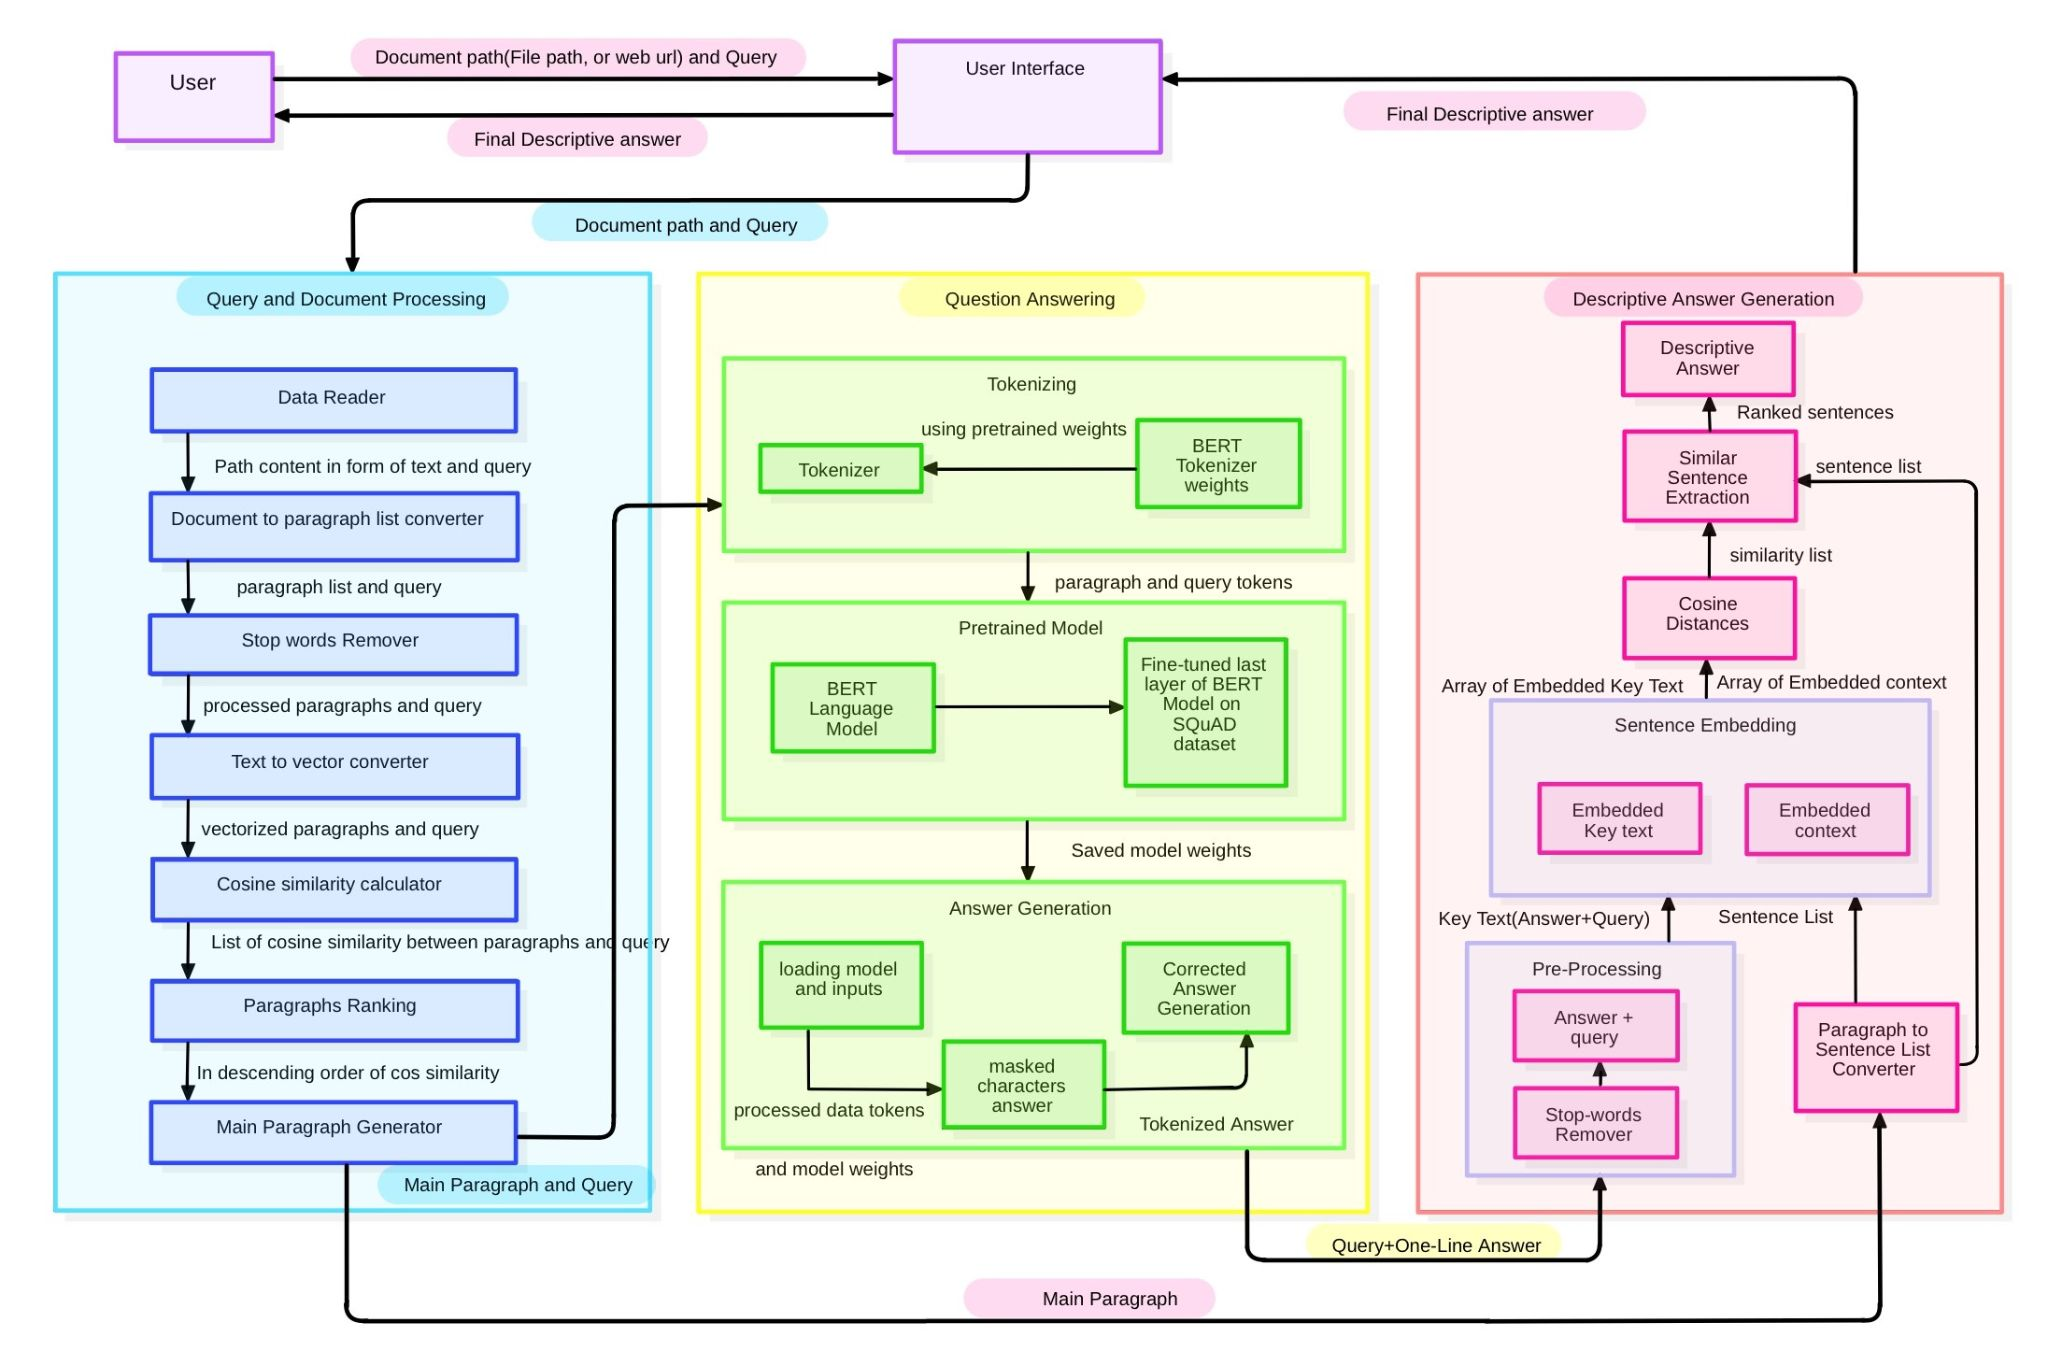 User
Document path(File path, or web url) and Query
Final Descriptive answer
User Interface
Final Descriptive answer
Document path and Query
Query and Document Processing
Data Reader
Path content in form of text and query
Document to paragraph list converter
paragraph list and query
Stop words Remover
processed paragraphs and query
Text to vector converter
vectorized paragraphs and query
Cosine similarity calculator
List of cosine similarity between paragraphs and query
Paragraphs Ranking
In descending order of cos similarity
Main Paragraph Generator
Main Paragraph and Query
Question Answering
Tokenizing
using pretrained weights
Tokenizer
BERT
Tokenizer
weights
paragraph and query tokens
Pretrained Model
BERT
Language
Model
Fine-tuned last
layer of BERT
Model on
SQuAD
dataset
Saved model weights
Answer Generation
loading model
and inputs
Corrected
Answer
Generation
masked
characters
answer
processed data tokens
and model weights
Tokenized Answer
Query+One-Line Answer
Main Paragraph
Descriptive Answer Generation
Descriptive
Answer
Ranked sentences
Similar
Sentence
Extraction
sentence list
similarity list
Cosine
Distances
Array of Embedded Key Text
Array of Embedded context
Sentence Embedding
Embedded
Key text
Embedded
context
Key Text(Answer+Query)
Sentence List
Pre-Processing
Answer +
query
Stop-words
Remover
Paragraph to
Sentence List
Converter